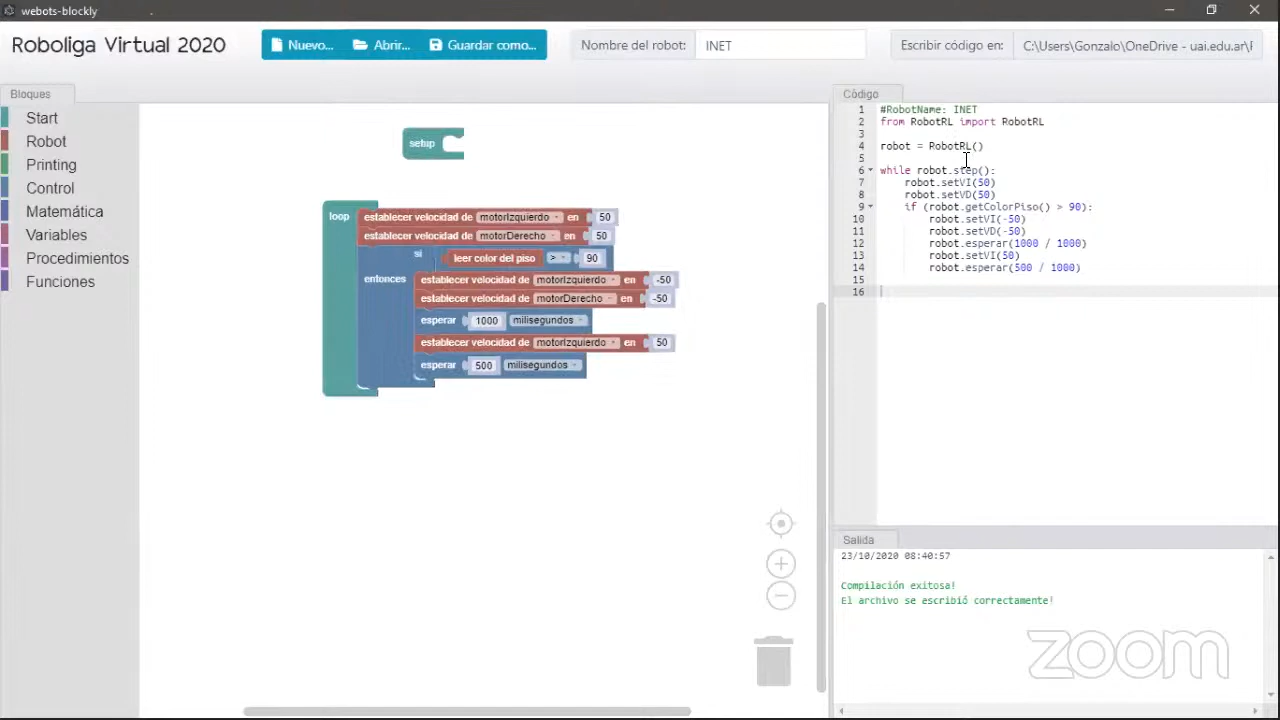 webots-blockly
Roboliga Virtual 2020
Nuevo...
Abrir...
Guardar como...
Nombre del robot:
INET
Escribir código en:
C:\Users\Gonzalo\OneDrive - uai.edu.ar\F
Bloques
Start
Robot
Printing
Control
Matemática
Variables
Procedimientos
Funciones
setup
loop
establecer velocidad de motorIzquierdo en 50
establecer velocidad de motorDerecho en 50
si leer color del piso > 90
entonces establecer velocidad de motorIzquierdo en -50
establecer velocidad de motorDerecho en -50
esperar 1000 milisegundos
establecer velocidad de motorIzquierdo en 50
esperar 500 milisegundos
Código
1 #RobotName: INET
2 from RobotRL import RobotRL
3
4 robot = RobotRL()
5
6 while robot.step():
7 robot.setVI(50)
8 robot.setVD(50)
9 if (robot.getColorPiso() > 90):
10 robot.setVI(-50)
11 robot.setVD(-50)
12 robot.esperar(1000 / 1000)
13 robot.setVI(50)
14 robot.esperar(500 / 1000)
15
16
Salida
23/10/2020 08:40:57
Compilación exitosa!
El archivo se escribió correctamente!
zoom